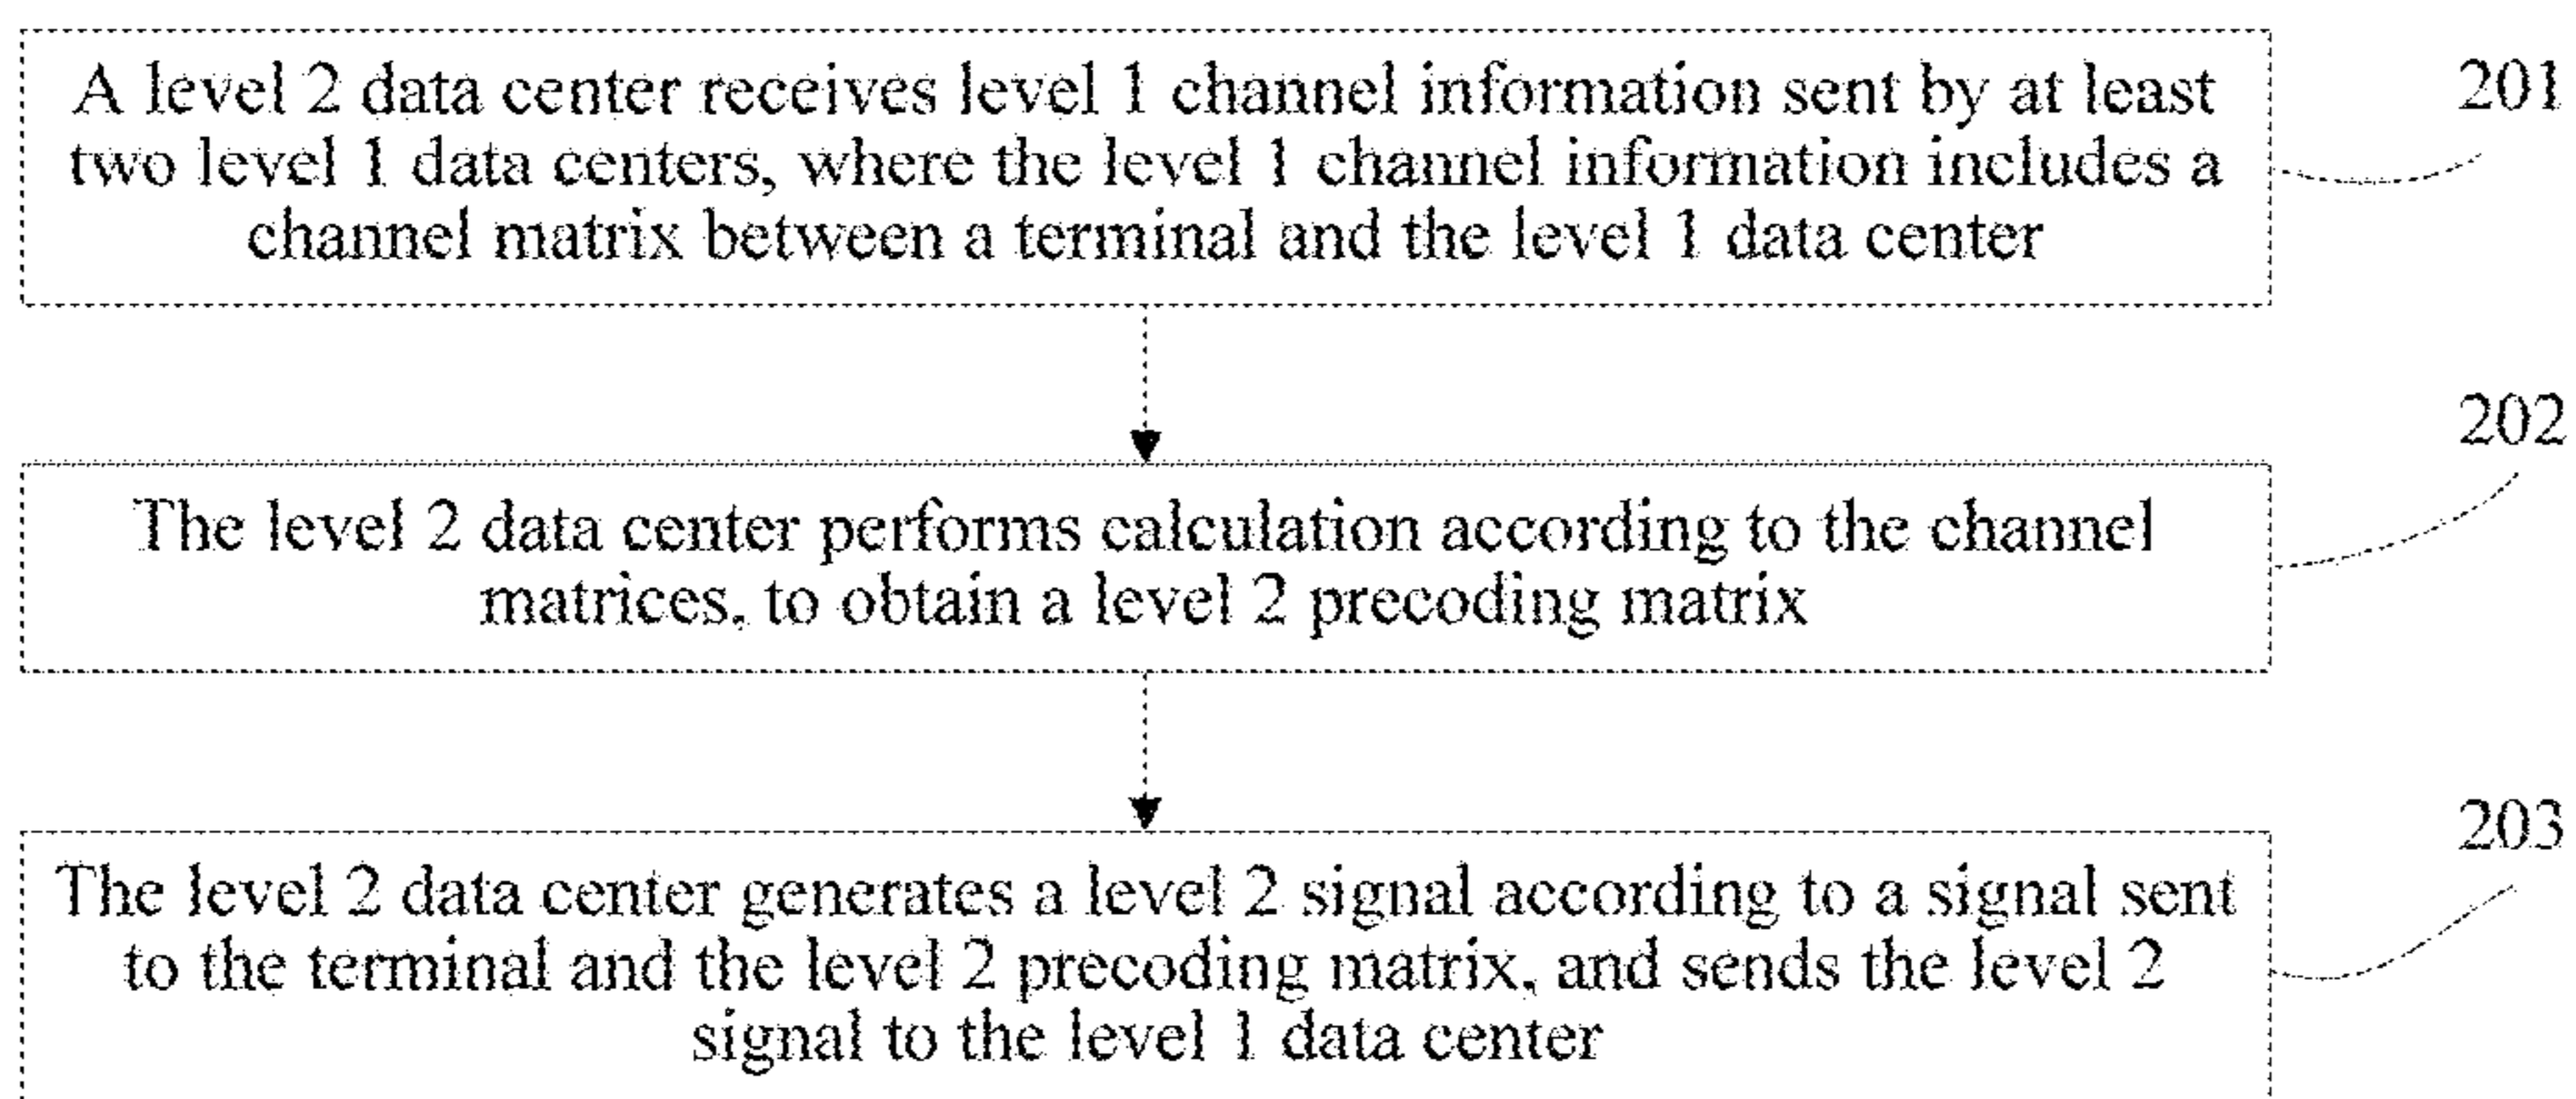 A level 2 data center receives level 1 channel information sent by at least
two level 1 data centers, where the level 1 channel information includes a
channel matrix between a terminal and the level 1 data center
201
The level 2 data center performs calculation according to the channel
matrices, to obtain a level 2 precoding matrix
202
The level 2 data center generates a level 2 signal according to a signal sent
to the terminal and the level 2 precoding matrix, and sends the level 2
signal to the level 1 data center
203